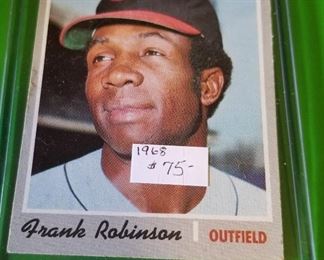 1968
$75-
Frank Robinson OUTFIELD